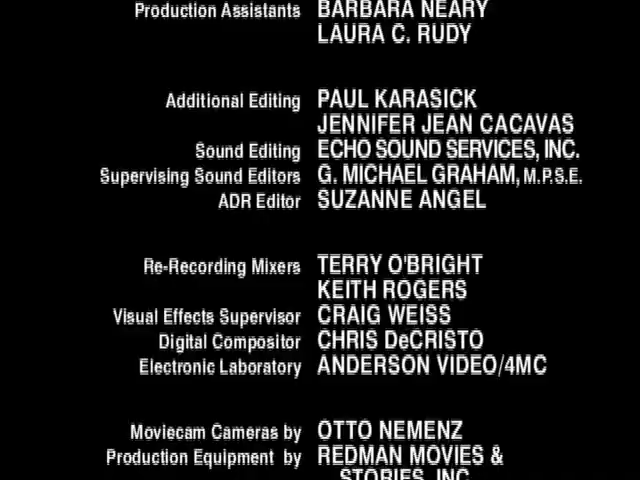 Production Assistants BARBARA NEARY
LAURA C. RUDY
Additional Editing PAUL KARASICK
JENNIFER JEAN CACAVAS
Sound Editing ECHO SOUND SERVICES, INC.
Supervising Sound Editors G. MICHAEL GRAHAM, M.P.S.E.
ADR Editor SUZANNE ANGEL
Re-Recording Mixers TERRY O'BRIGHT
KEITH ROGERS
Visual Effects Supervisor CRAIG WEISS
Digital Compositor CHRIS DeCRISTO
Electronic Laboratory ANDERSON VIDEO/4MC
Moviecam Cameras by OTTO NEMENZ
Production Equipment by REDMAN MOVIES &
STORIES, INC.